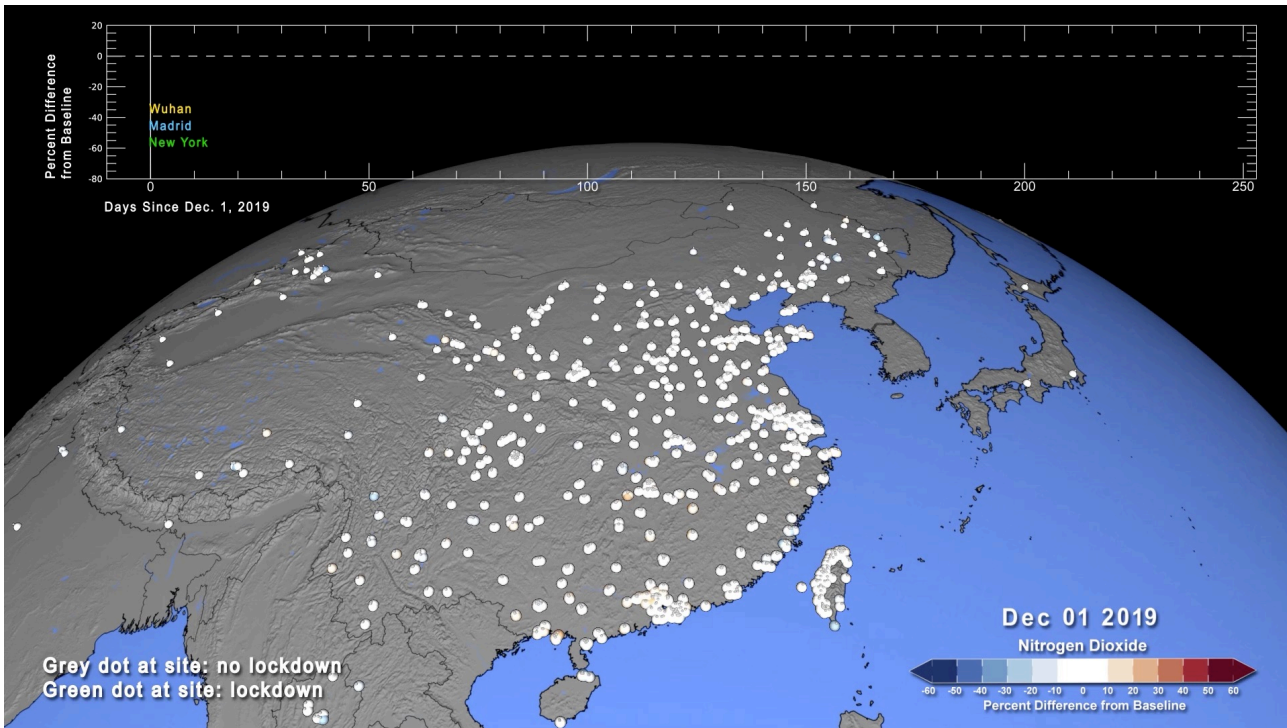 20
0
-20
-40
-60
-80
Percent Difference
from Baseline
Wuhan
Madrid
New York
0 50 100 150 200 250
Days Since Dec. 1, 2019
Dec 01 2019
Nitrogen Dioxide
-60 -50 -40 -30 -20 -10 0 10 20 30 40 50 60
Percent Difference from Baseline
Grey dot at site: no lockdown
Green dot at site: lockdown